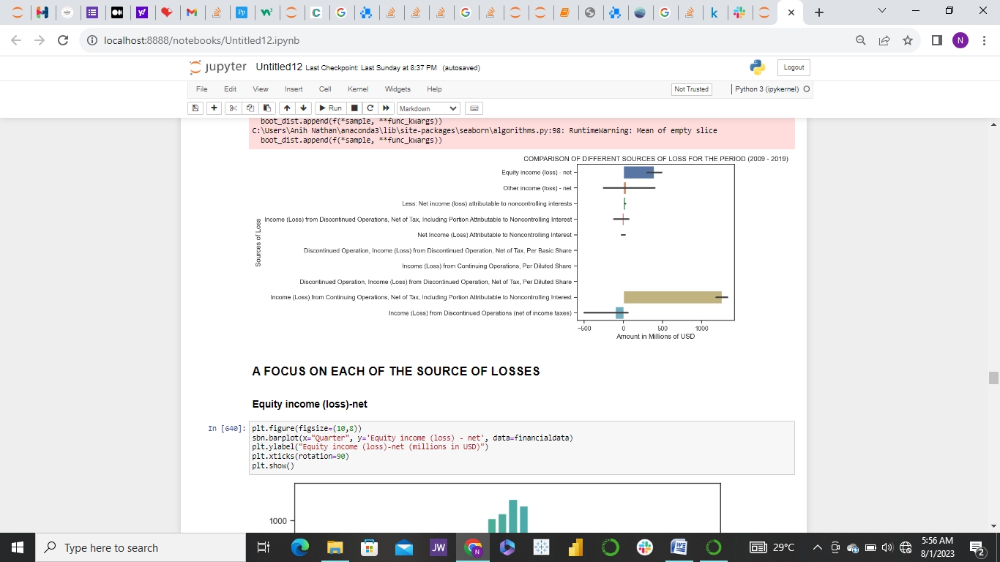 localhost:8888/notebooks/Untitled12.ipynb
N
jupyter Untitled12 Last Checkpoint: Last Sunday at 8:37 PM (autosaved)
Logout
File Edit View Insert Cell Kernel Widgets Help
Not Trusted
Python 3 (ipykernel)
Run
Markdown
boot_dist.append(f(*sample, **func_kwargs))
C:\Users\Anih Nathan\anaconda3\lib\site-packages\seaborn\algorithms.py:98: RuntimeWarning: Mean of empty slice
boot_dist.append(f(*sample, **func_kwargs))
COMPARISON OF DIFFERENT SOURCES OF LOSS FOR THE PERIOD (2009 - 2019)
Sources of Loss
Equity income (loss) - net
Other income (loss) - net
Less: Net income (loss) attributable to noncontrolling interests
Income (Loss) from Discontinued Operations, Net of Tax, Including Portion Attributable to Noncontrolling Interest
Net Income (Loss) Attributable to Noncontrolling Interest
Discontinued Operation, Income (Loss) from Discontinued Operation, Net of Tax, Per Basic Share
Income (Loss) from Continuing Operations, Per Diluted Share
Discontinued Operation, Income (Loss) from Discontinued Operation, Net of Tax, Per Diluted Share
Income (Loss) from Continuing Operations, Net of Tax, Including Portion Attributable to Noncontrolling Interest
Income (Loss) from Discontinued Operations (net of income taxes)
−500 0 500 1000
Amount in Millions of USD
A FOCUS ON EACH OF THE SOURCE OF LOSSES
Equity income (loss)-net
In [640]:
plt.figure(figsize=(10,8))
sbn.barplot(x="Quarter", y='Equity income (loss) - net', data=financialdata)
plt.ylabel("Equity income (loss)-net (millions in USD)")
plt.xticks(rotation=90)
plt.show()
1000
Type here to search
JW
N
29°C
5:56 AM
8/1/2023
2